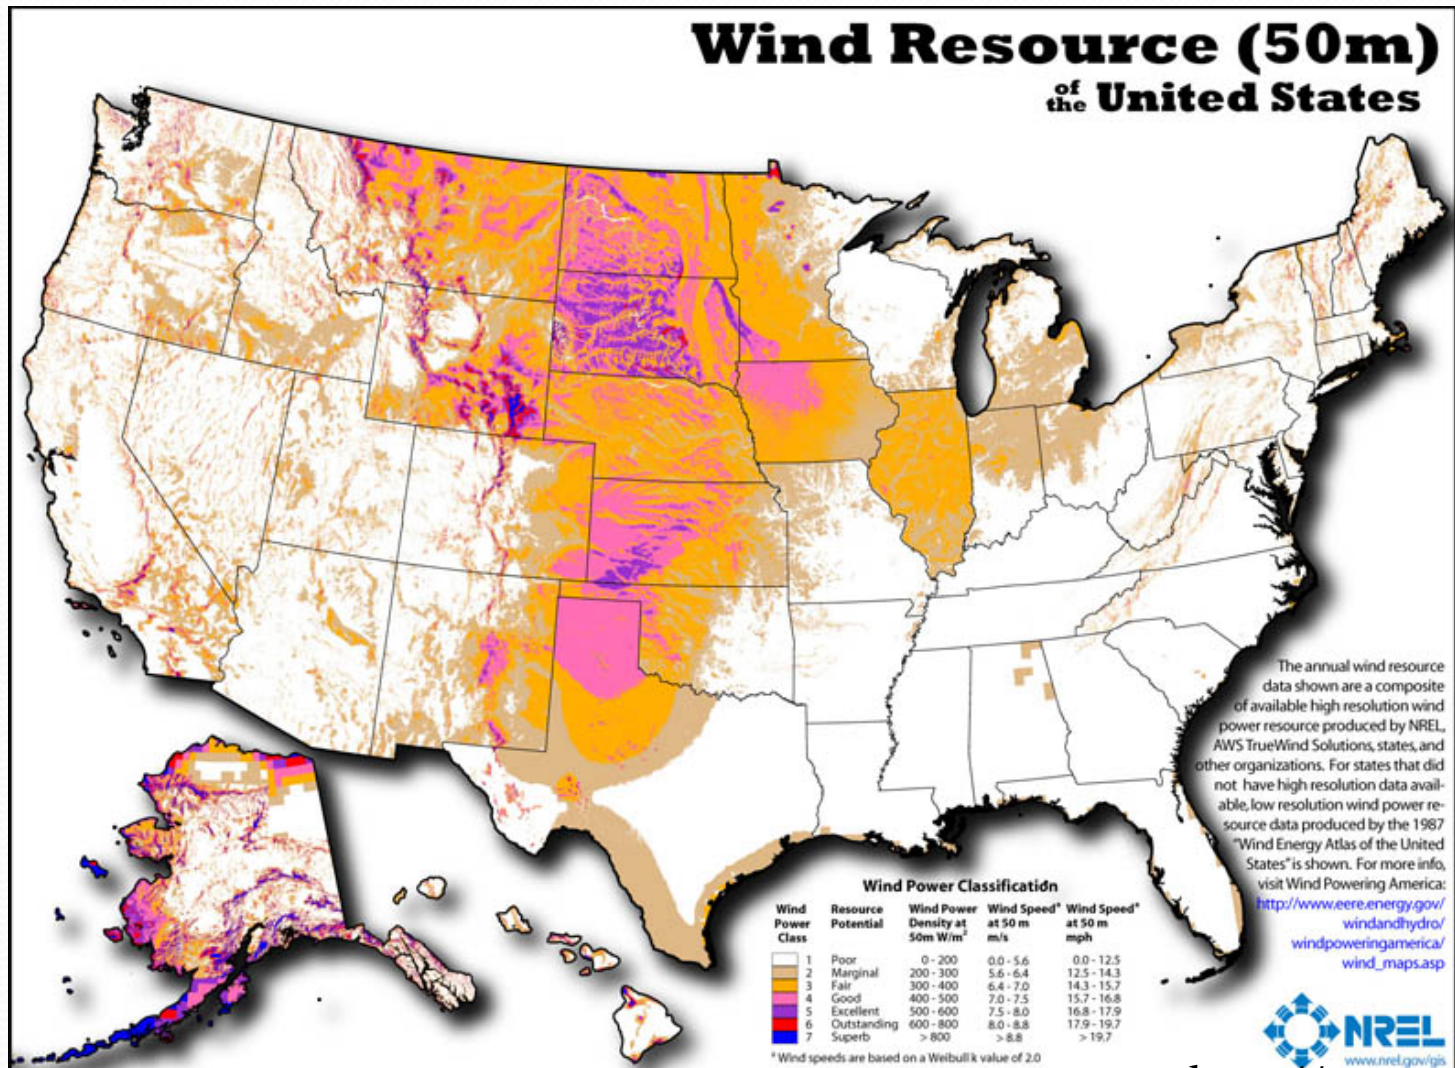 Wind Resource (50m)
of the United States
The annual wind resource
data shown are a composite
of available high resolution wind
power resource produced by NREL,
AWS TrueWind Solutions, states, and
other organizations. For states that did
not have high resolution data avail-
able, low resolution wind power re-
source data produced by the 1987
"Wind Energy Atlas of the United
States" is shown. For more info,
visit Wind Powering America:
http://www.eere.energy.gov/
windandhydro/
windpoweringamerica/
wind_maps.asp
Wind Power Classification
Wind Power Class Resource Potential Wind Power Density at 50m W/m² Wind Speedª at 50 m m/s Wind Speedª at 50 m mph
1 Poor 0 - 200 0.0 - 5.6 0.0 - 12.5
2 Marginal 200 - 300 5.6 - 6.4 12.5 - 14.3
3 Fair 300 - 400 6.4 - 7.0 14.3 - 15.7
4 Good 400 - 500 7.0 - 7.5 15.7 - 16.8
5 Excellent 500 - 600 7.5 - 8.0 16.8 - 17.9
6 Outstanding 600 - 800 8.0 - 8.8 17.9 - 19.7
7 Superb > 800 > 8.8 > 19.7
ª Wind speeds are based on a Weibull k value of 2.0
NREL
www.nrel.gov/gis